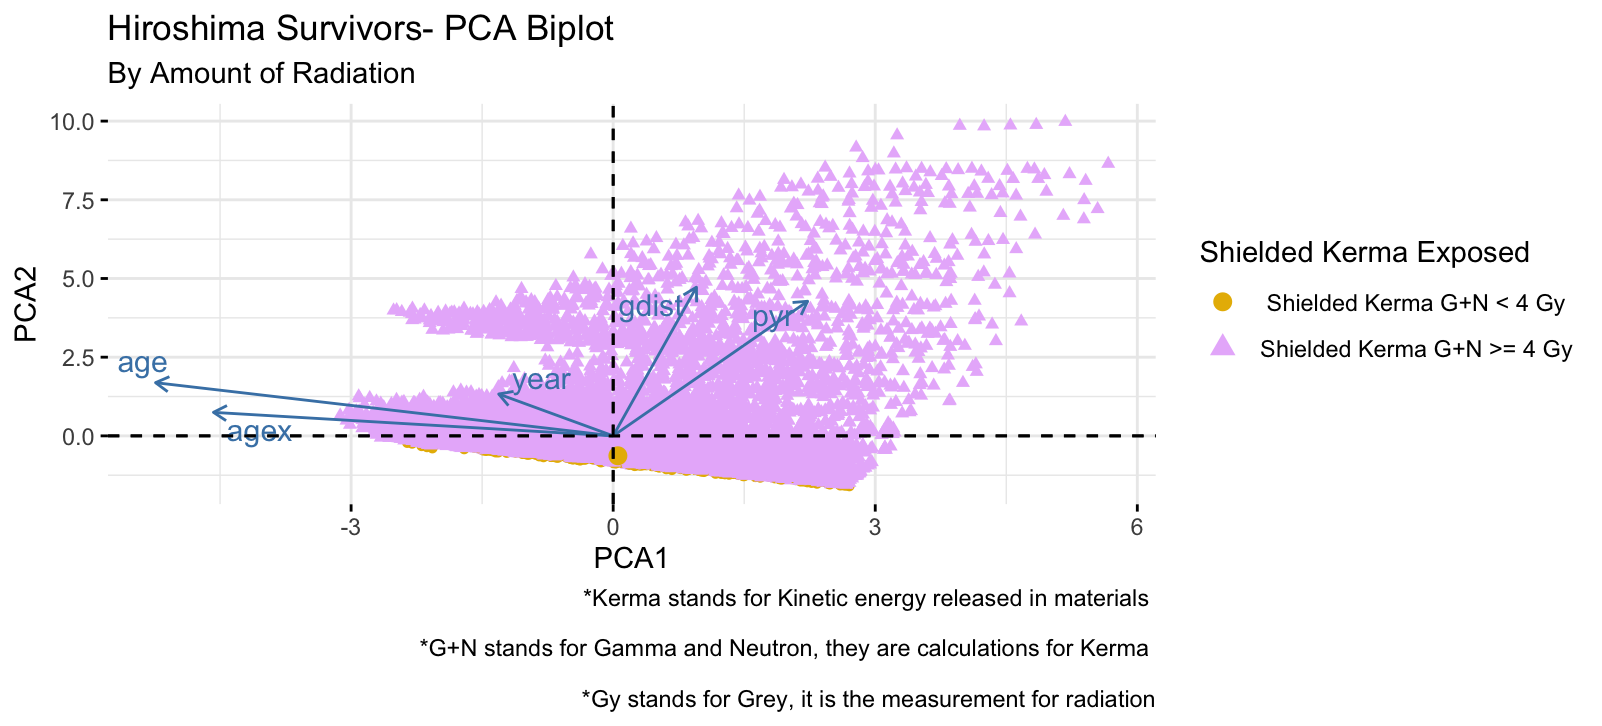 Hiroshima Survivors- PCA Biplot
By Amount of Radiation
10.0
7.5
5.0
2.5
0.0
PCA2
age
agex
year
gdist
pyr
-3
0
3
6
PCA1
Shielded Kerma Exposed
Shielded Kerma G+N < 4 Gy
Shielded Kerma G+N >= 4 Gy
*Kerma stands for Kinetic energy released in materials
*G+N stands for Gamma and Neutron, they are calculations for Kerma
*Gy stands for Grey, it is the measurement for radiation